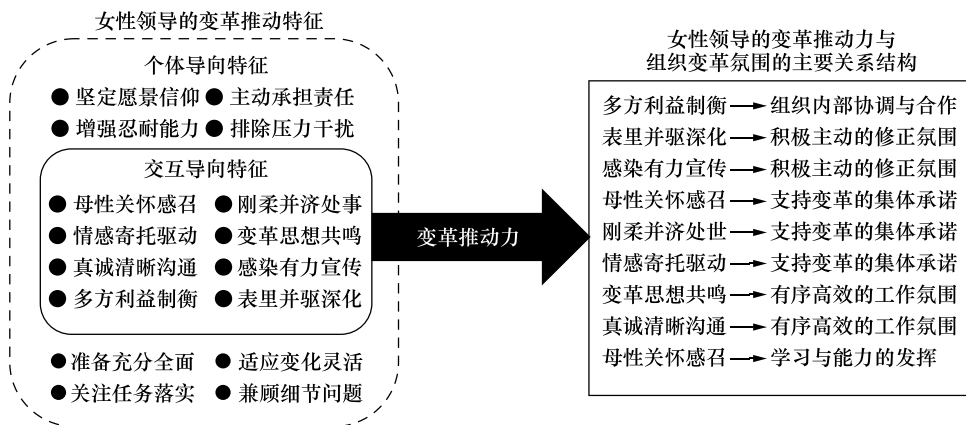 女性领导的变革推动特征
个体导向特征
● 坚定愿景信仰 ● 主动承担责任
● 增强忍耐能力 ● 排除压力干扰
交互导向特征
● 母性关怀感召 ● 刚柔并济处事
● 情感寄托驱动 ● 变革思想共鸣
● 真诚清晰沟通 ● 感染有力宣传
● 多方利益制衡 ● 表里并驱深化
● 准备充分全面 ● 适应变化灵活
● 关注任务落实 ● 兼顾细节问题
变革推动力
女性领导的变革推动力与
组织变革氛围的主要关系结构
多方利益制衡→组织内部协调与合作
表里并驱深化→积极主动的修正氛围
感染有力宣传→积极主动的修正氛围
母性关怀感召→支持变革的集体承诺
刚柔并济处世→支持变革的集体承诺
情感寄托驱动→支持变革的集体承诺
变革思想共鸣→有序高效的工作氛围
真诚清晰沟通→有序高效的工作氛围
母性关怀感召→学习与能力的发挥